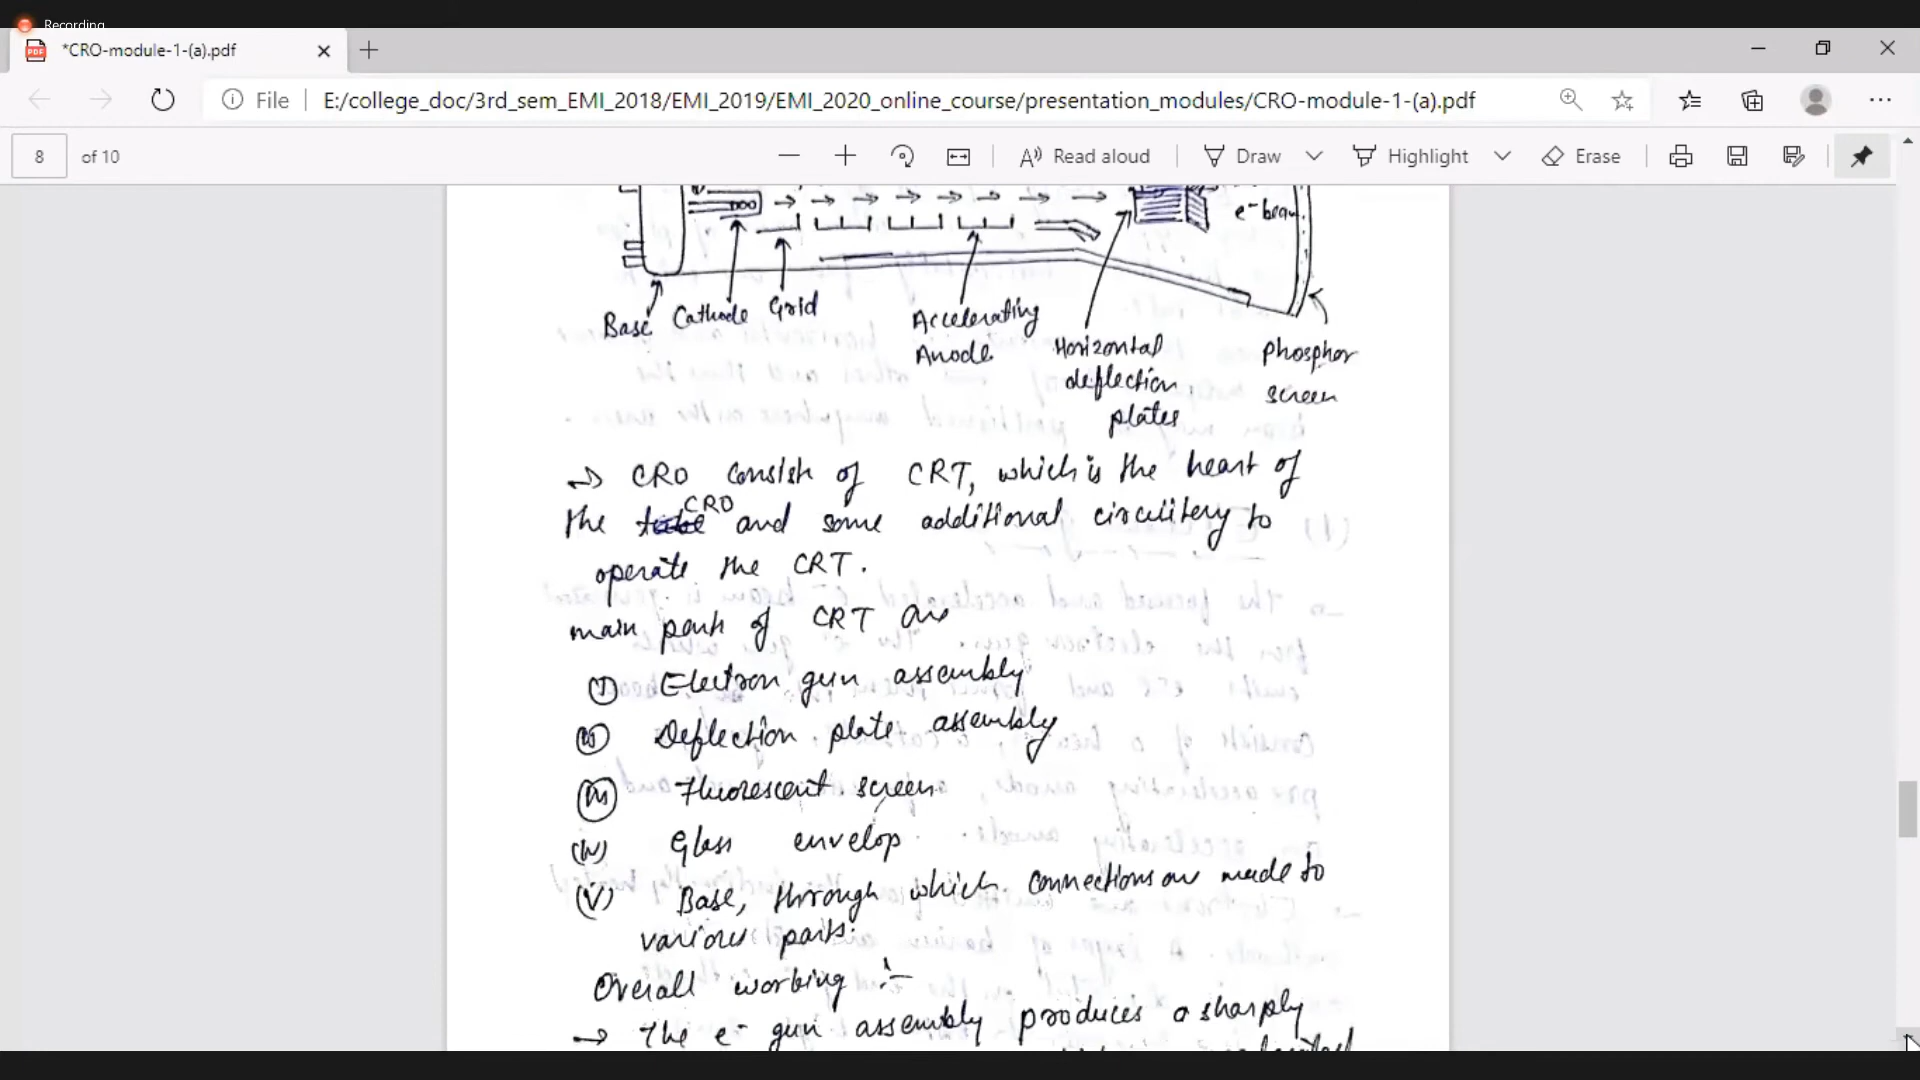 Recording
*CRO-module-1-(a).pdf
File E:/college_doc/3rd_sem_EMI_2018/EMI_2019/EMI_2020_online_course/presentation_modules/CRO-module-1-(a).pdf
8 of 10 Read aloud Draw Highlight Erase
e- beam
Base Cathode Grid
Accelerating
Anode
Horizontal
deflection
plates
Phosphor
screen
→ CRO consist of CRT, which is the heart of
the CRO and some additional circuitery to
operate the CRT.
main part of CRT are
(I) Electron gun assembly
(II) Deflection plate assembly
(III) Fluorescent screen
(IV) Glass envelop
(V) Base, through which connections are made to
various parts.
Overall working :-
→ The e- gun assembly produces a sharply